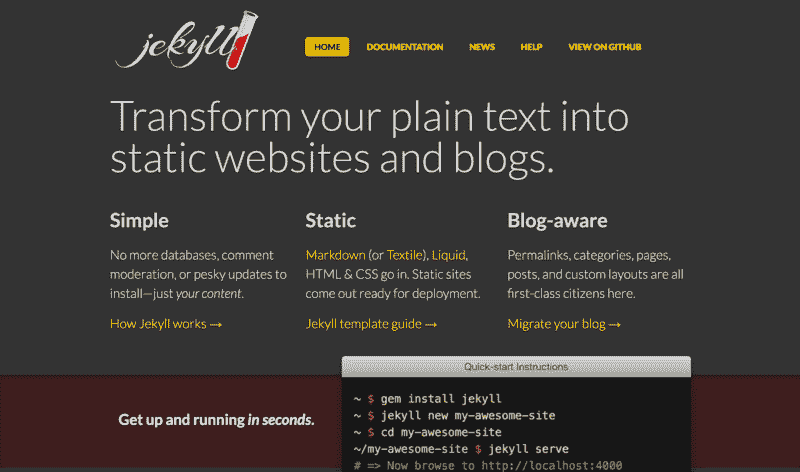 jekyll
HOME DOCUMENTATION NEWS HELP VIEW ON GITHUB
Transform your plain text into
static websites and blogs.
Simple
No more databases, comment
moderation, or pesky updates to
install—just your content.
How Jekyll works →
Static
Markdown (or Textile), Liquid,
HTML & CSS go in. Static sites
come out ready for deployment.
Jekyll template guide →
Blog-aware
Permalinks, categories, pages,
posts, and custom layouts are all
first-class citizens here.
Migrate your blog →
Get up and running in seconds.
Quick-start Instructions
~ $ gem install jekyll
~ $ jekyll new my-awesome-site
~ $ cd my-awesome-site
~/my-awesome-site $ jekyll serve
# => Now browse to http://localhost:4000